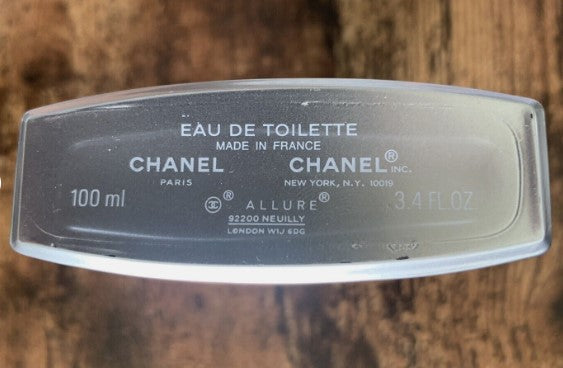 EAU DE TOILETTE
MADE IN FRANCE
CHANEL CHANEL® INC.
PARIS NEW YORK, N.Y. 10019
100 ml ® ALLURE® 3.4 FL OZ
92200 NEUILLY
LONDON W1J 6DG